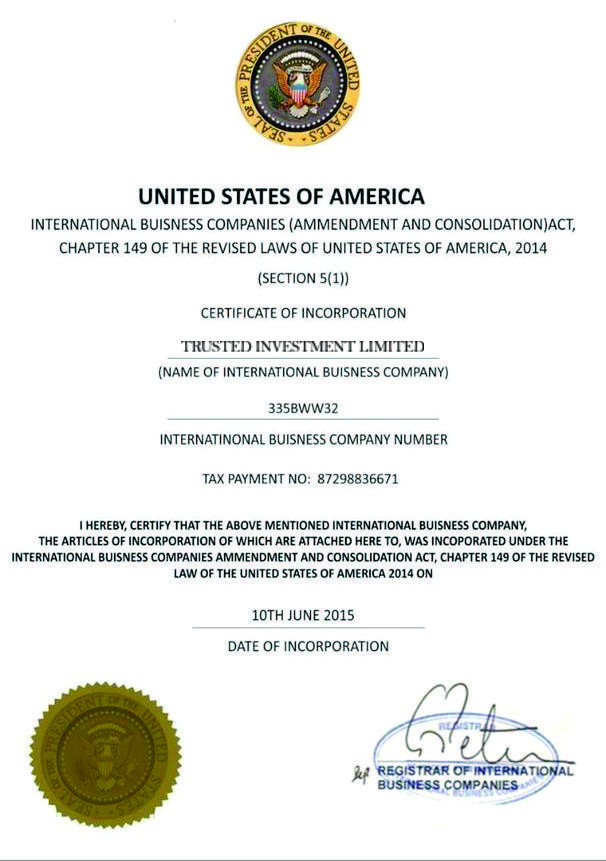 SEAL OF THE PRESIDENT OF THE UNITED STATES
UNITED STATES OF AMERICA
INTERNATIONAL BUISNESS COMPANIES (AMMENDMENT AND CONSOLIDATION)ACT,
CHAPTER 149 OF THE REVISED LAWS OF UNITED STATES OF AMERICA, 2014
(SECTION 5(1))
CERTIFICATE OF INCORPORATION
TRUSTED INVESTMENT LIMITED
(NAME OF INTERNATIONAL BUISNESS COMPANY)
335BWW32
INTERNATINONAL BUISNESS COMPANY NUMBER
TAX PAYMENT NO: 87298836671
I HEREBY, CERTIFY THAT THE ABOVE MENTIONED INTERNATIONAL BUISNESS COMPANY,
THE ARTICLES OF INCORPORATION OF WHICH ARE ATTACHED HERE TO, WAS INCOPORATED UNDER THE
INTERNATIONAL BUISNESS COMPANIES AMMENDMENT AND CONSOLIDATION ACT, CHAPTER 149 OF THE REVISED
LAW OF THE UNITED STATES OF AMERICA 2014 ON
10TH JUNE 2015
DATE OF INCORPORATION
SEAL OF THE PRESIDENT OF THE UNITED STATES
REGISTRAR OF INTERNATIONAL
BUSINESS COMPANIES